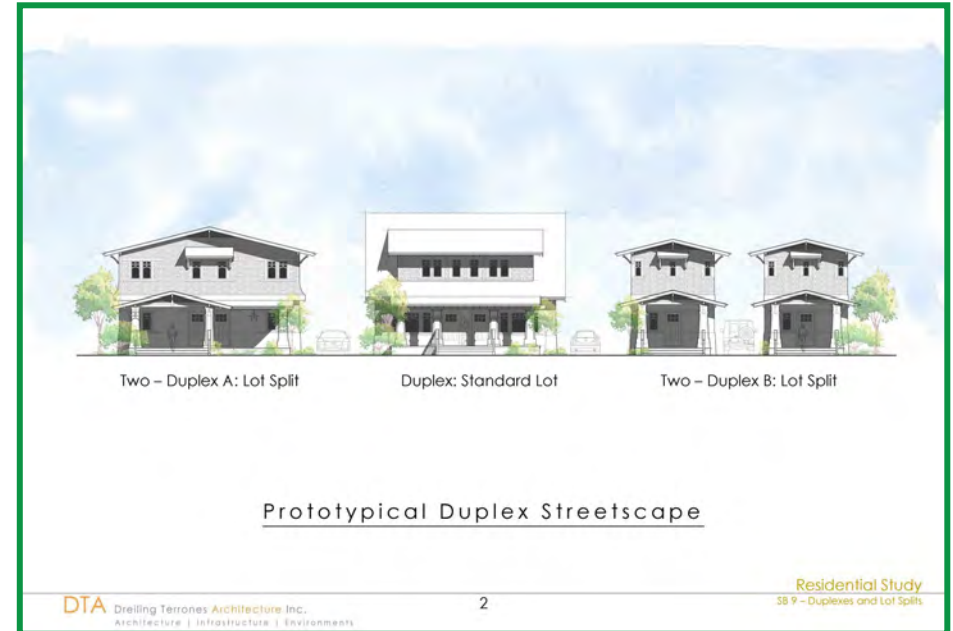 Two – Duplex A: Lot Split
Duplex: Standard Lot
Two – Duplex B: Lot Split
Prototypical Duplex Streetscape
DTA Dreiling Terrones Architecture Inc.
Architecture | Infrastructure | Environments
2
Residential Study
SB 9 – Duplexes and Lot Splits